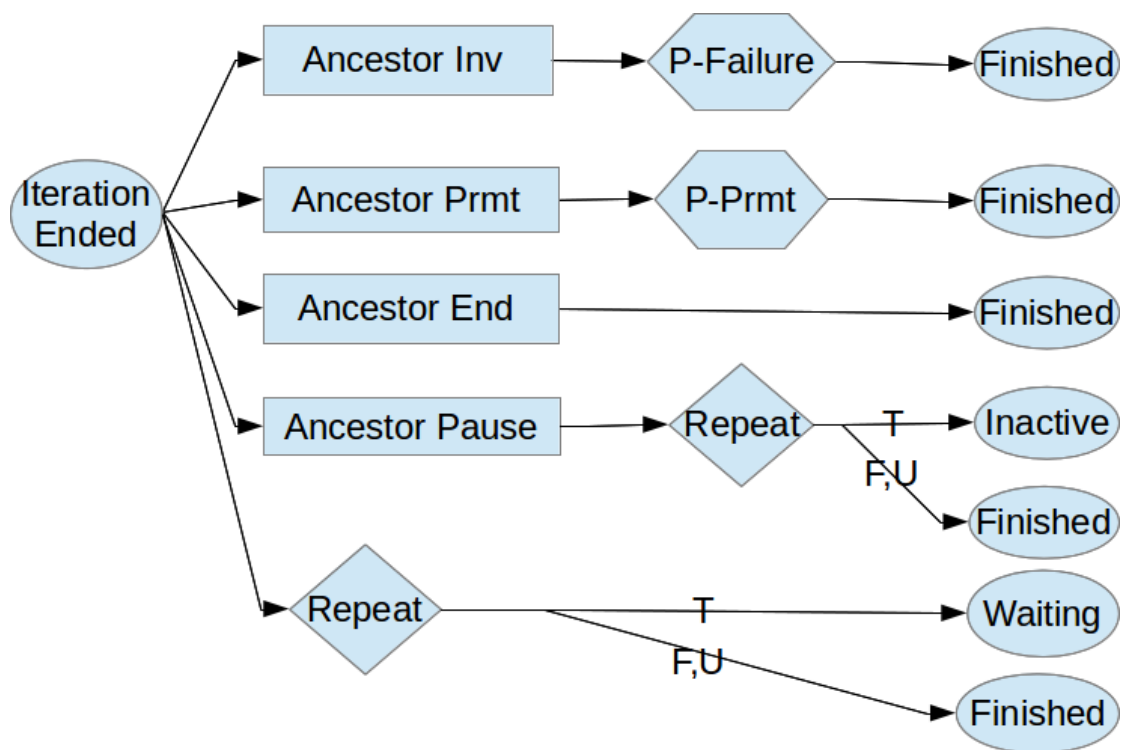 Ancestor Inv
P-Failure
Finished
Iteration
Ended
Ancestor Prmt
P-Prmt
Finished
Ancestor End
Finished
Ancestor Pause
Repeat
T
Inactive
F,U
Finished
Repeat
T
Waiting
F,U
Finished